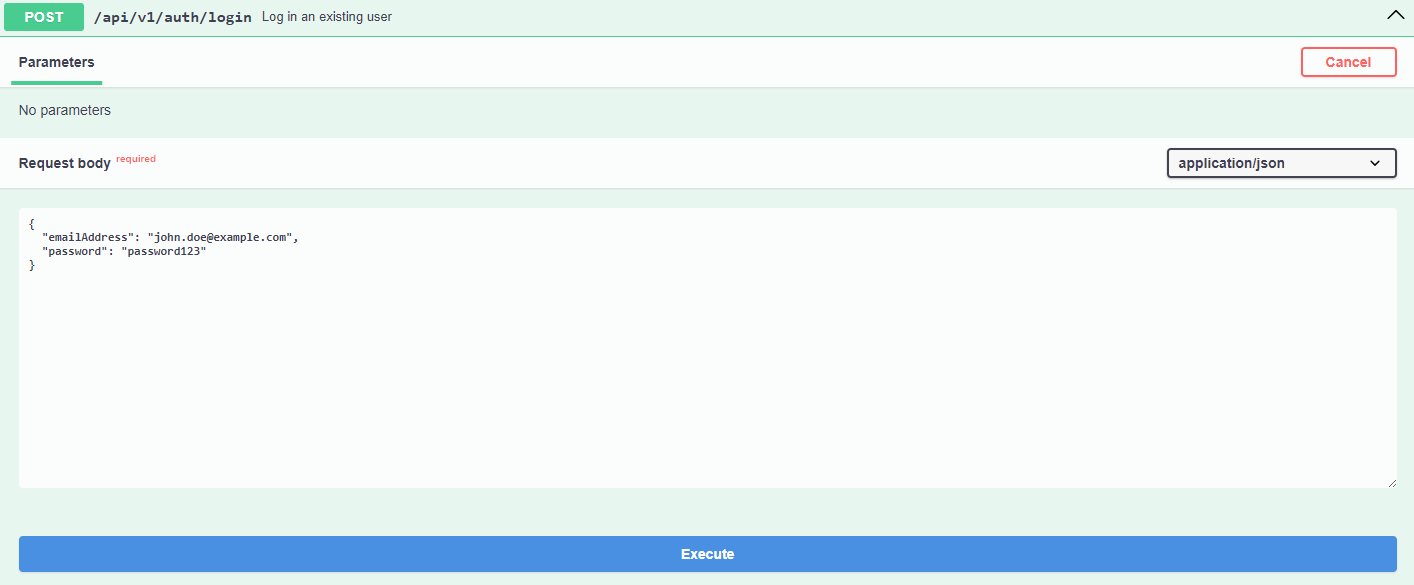 POST /api/v1/auth/login Log in an existing user
Parameters Cancel
No parameters
Request body required application/json
{
  "emailAddress": "john.doe@example.com",
  "password": "password123"
}
Execute